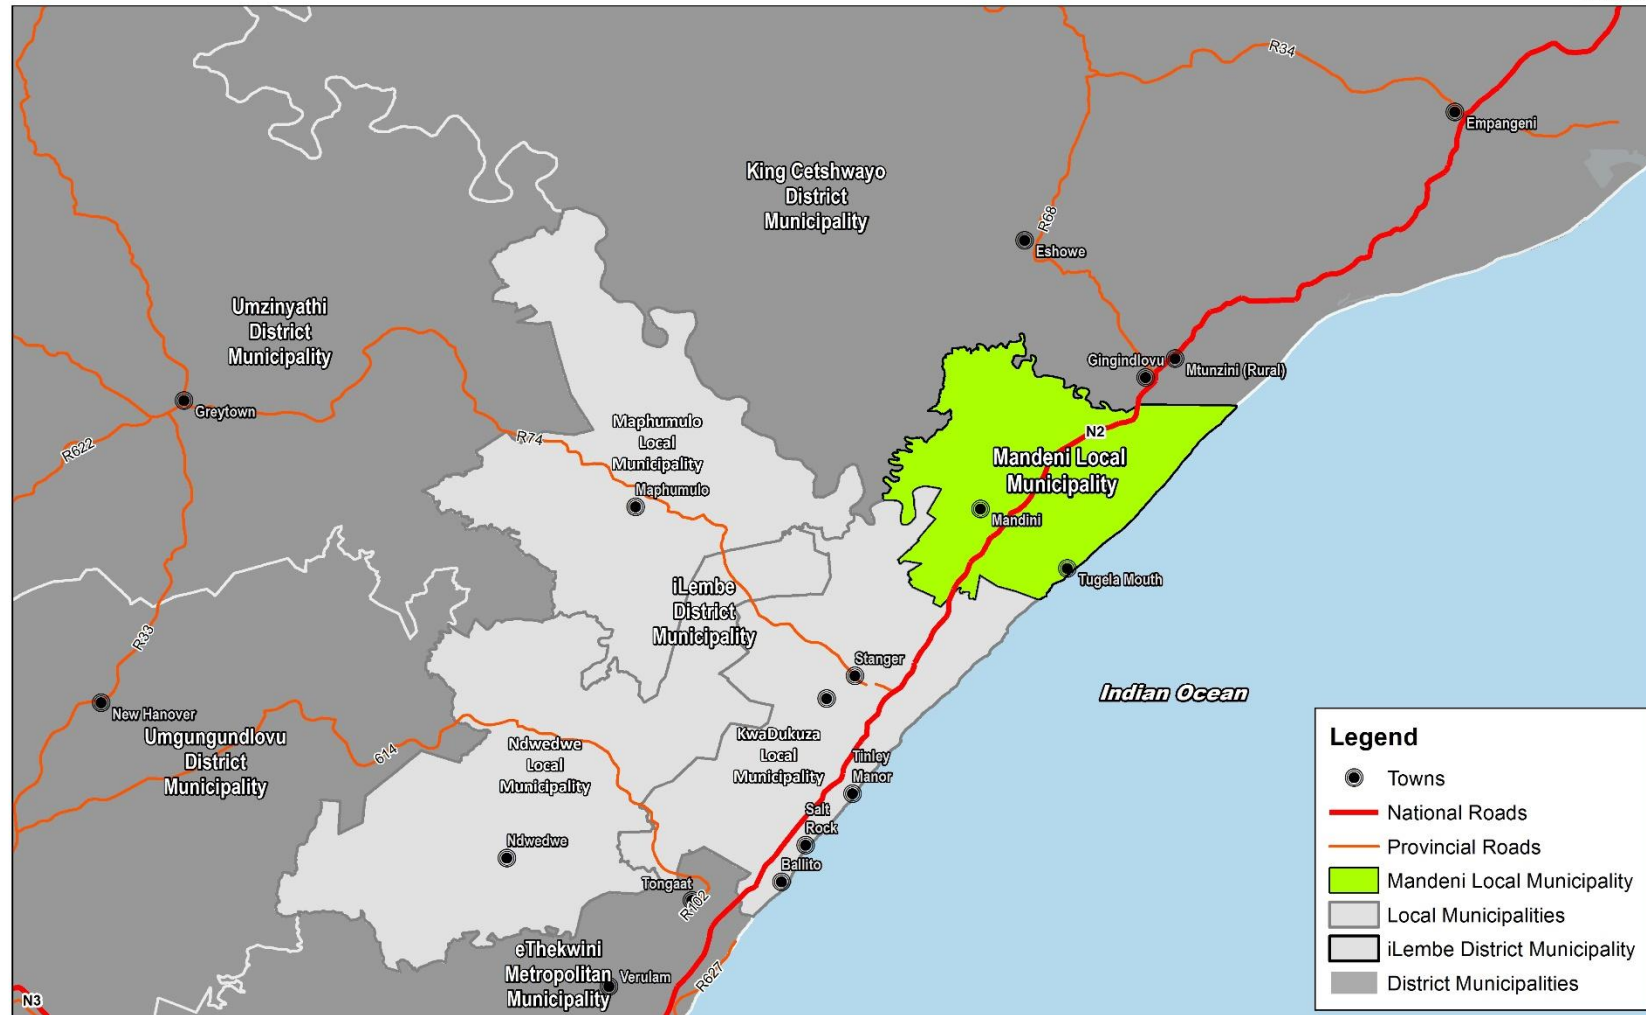 R34
Empangeni
King Cetshwayo
District
Municipality
R68
Eshowe
Umzinyathi
District
Municipality
Gingindlovu
Mtunzini (Rural)
Greytown
R622
R74
Maphumulo
Local
Municipality
Maphumulo
N2
Mandeni Local
Municipality
Mandini
Tugela Mouth
iLembe
District
Municipality
R33
Stanger
Indian Ocean
New Hanover
Umgungundlovu
District
Municipality
614
Ndwedwe
Local
Municipality
KwaDukuza
Local
Municipality
Tinley
Manor
Salt
Rock
Ndwedwe
Ballito
Tongaat
R102
eThekwini
Metropolitan
Municipality
Verulam
R627
N3
Legend
Towns
National Roads
Provincial Roads
Mandeni Local Municipality
Local Municipalities
iLembe District Municipality
District Municipalities